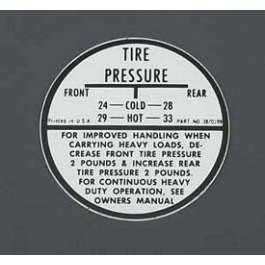 TIRE
PRESSURE
FRONT REAR
24 — COLD — 28
29 — HOT — 33
PRINTED IN U.S.A. PART NO.
FOR IMPROVED HANDLING WHEN
CARRYING HEAVY LOADS, DE-
CREASE FRONT TIRE PRESSURE
2 POUNDS & INCREASE REAR
TIRE PRESSURE 2 POUNDS.
FOR CONTINUOUS HEAVY
DUTY OPERATION, SEE
OWNERS MANUAL